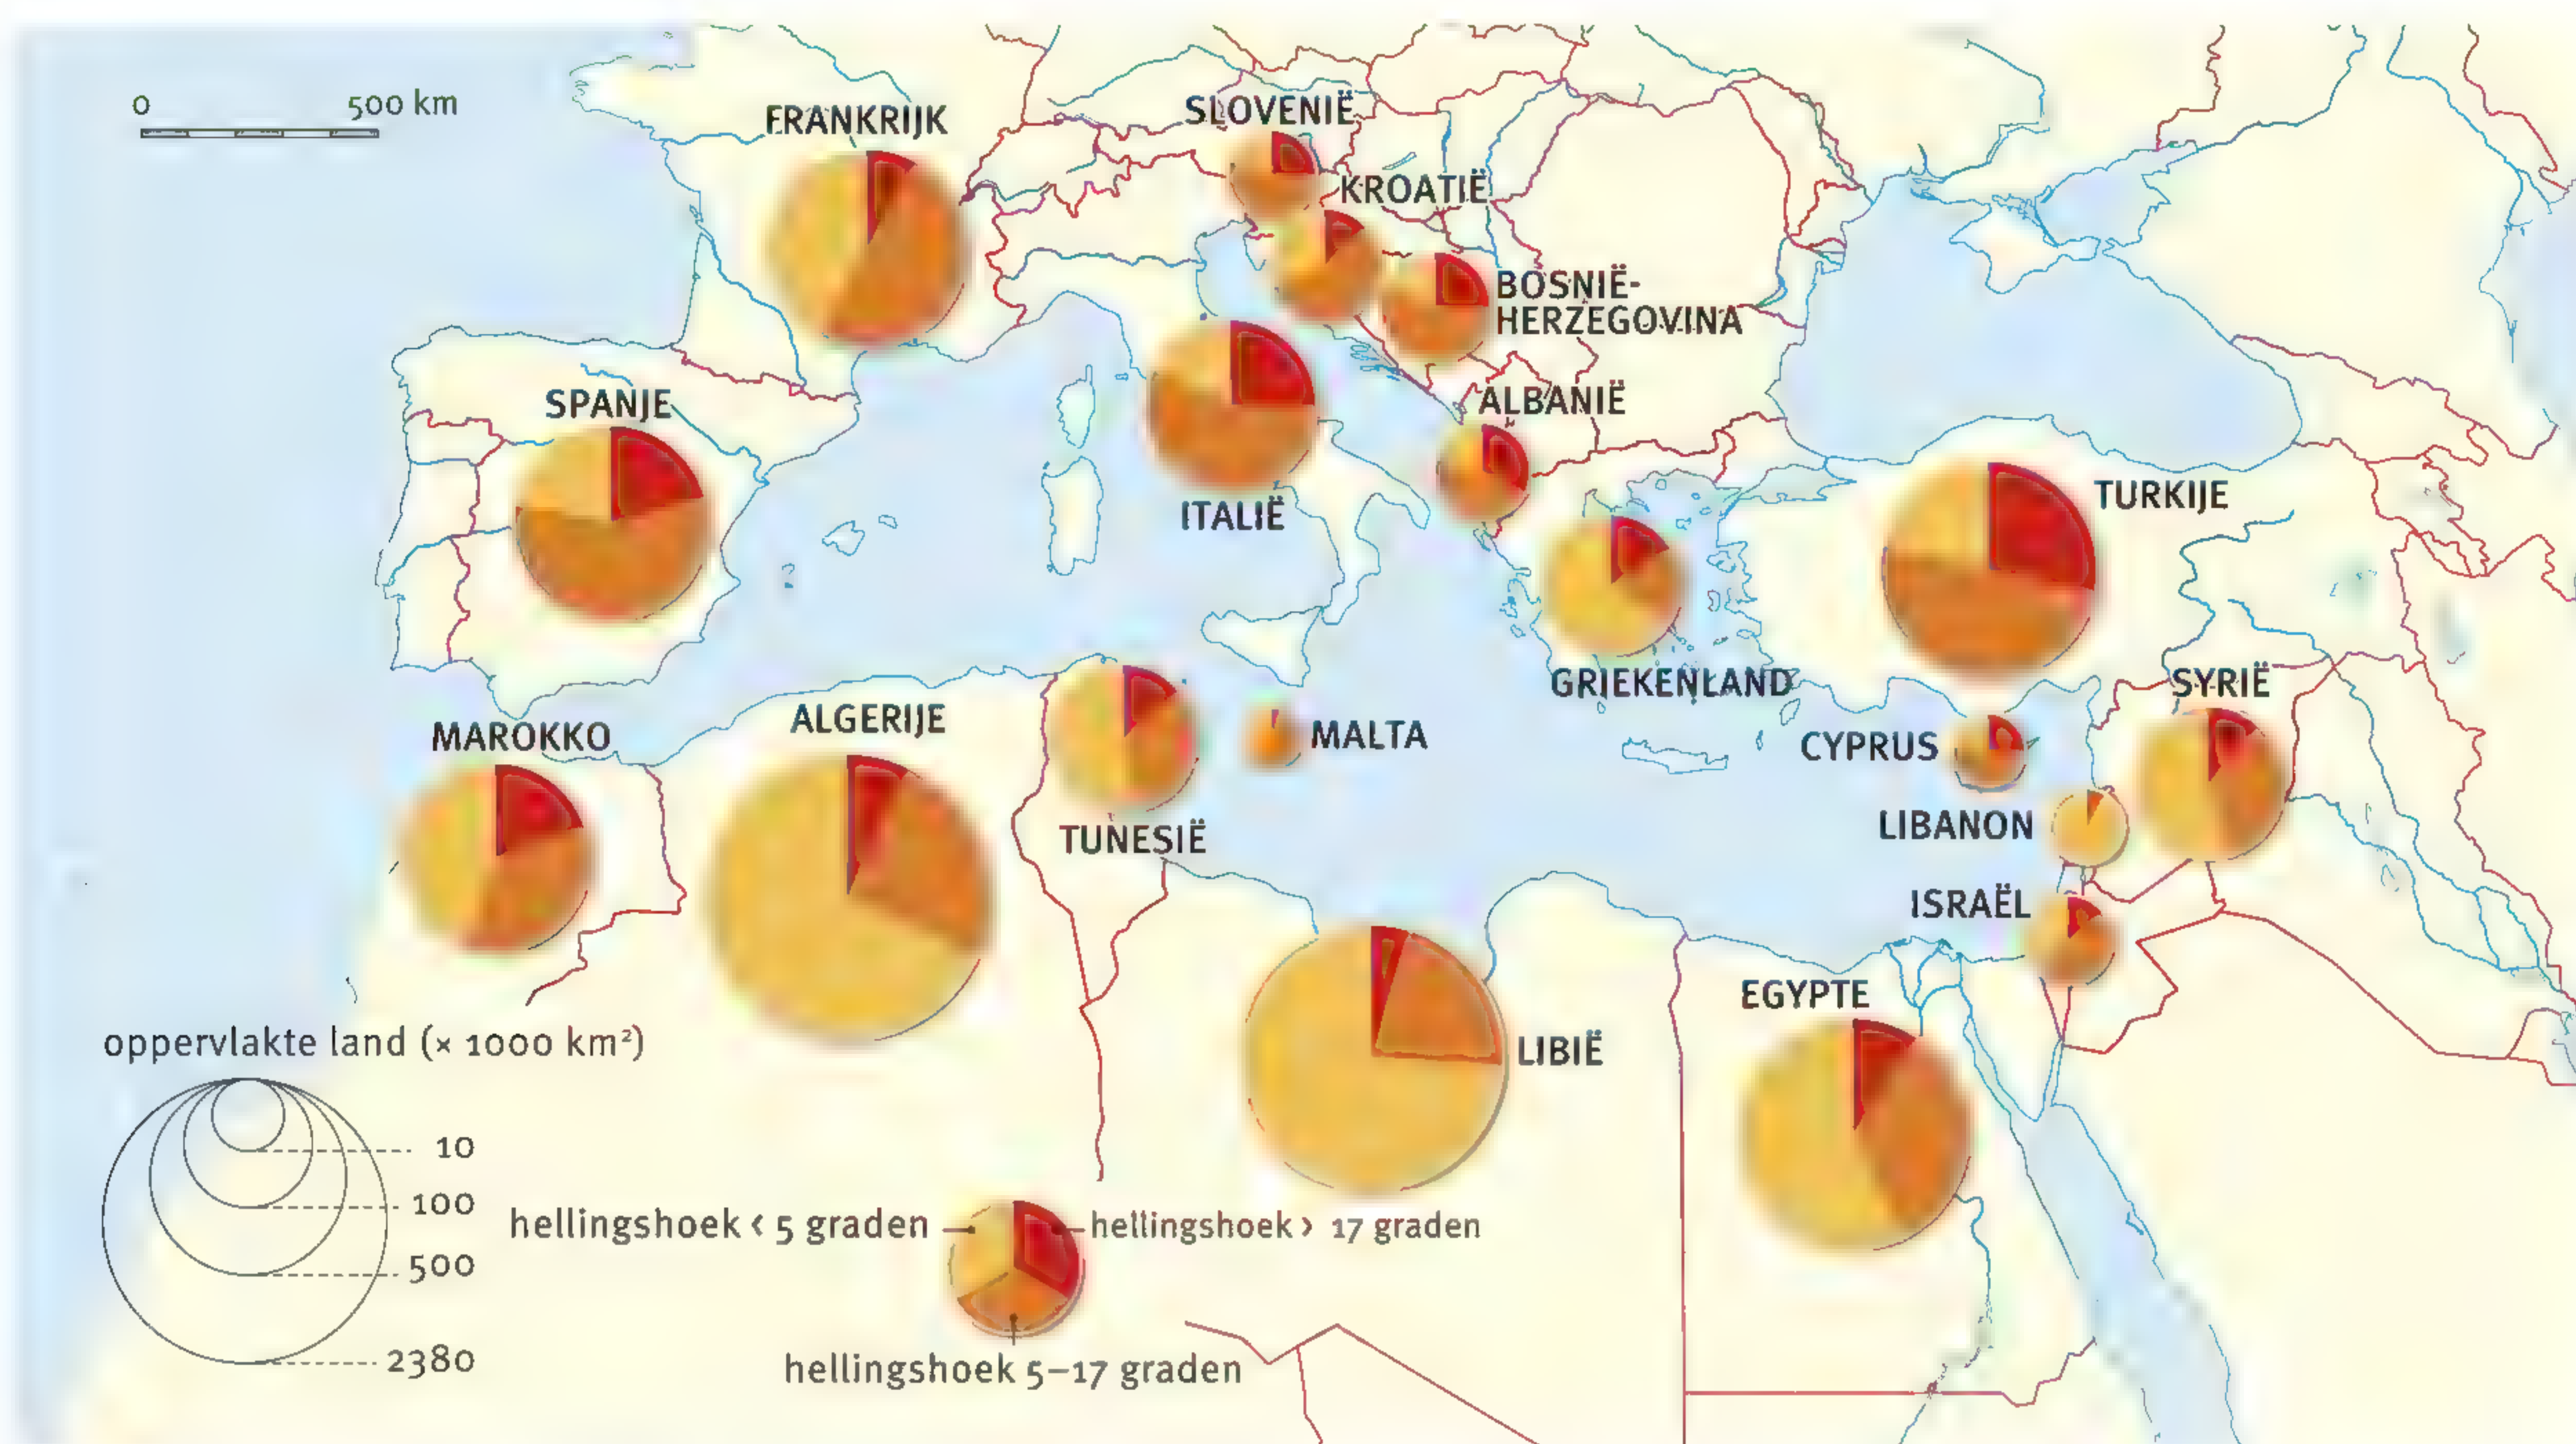 0 500 km
FRANKRIJK
SLOVENIË
KROATIË
BOSNIË-
HERZEGOVINA
SPANJE
ALBANIË
ITALIË
TURKIJE
GRIEKENLAND
SYRIË
MAROKKO
ALGERIJE
MALTA
CYPRUS
TUNESIË
LIBANON
ISRAËL
EGYPTE
LIBIË
oppervlakte land (× 1000 km²)
10
100
500
2380
hellingshoek < 5 graden
hellingshoek > 17 graden
hellingshoek 5–17 graden